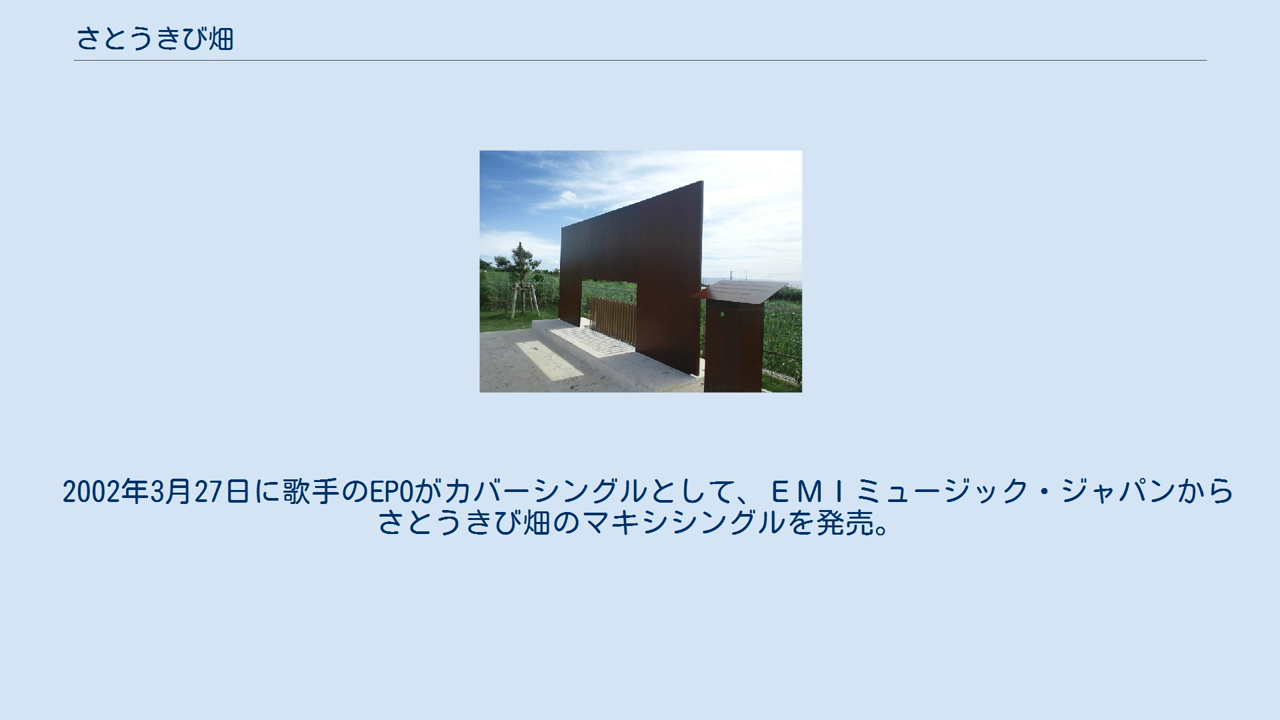 さとうきび畑
2002年3月27日に歌手のEPOがカバーシングルとして、ＥＭＩミュージック・ジャパンから
さとうきび畑のマキシシングルを発売。